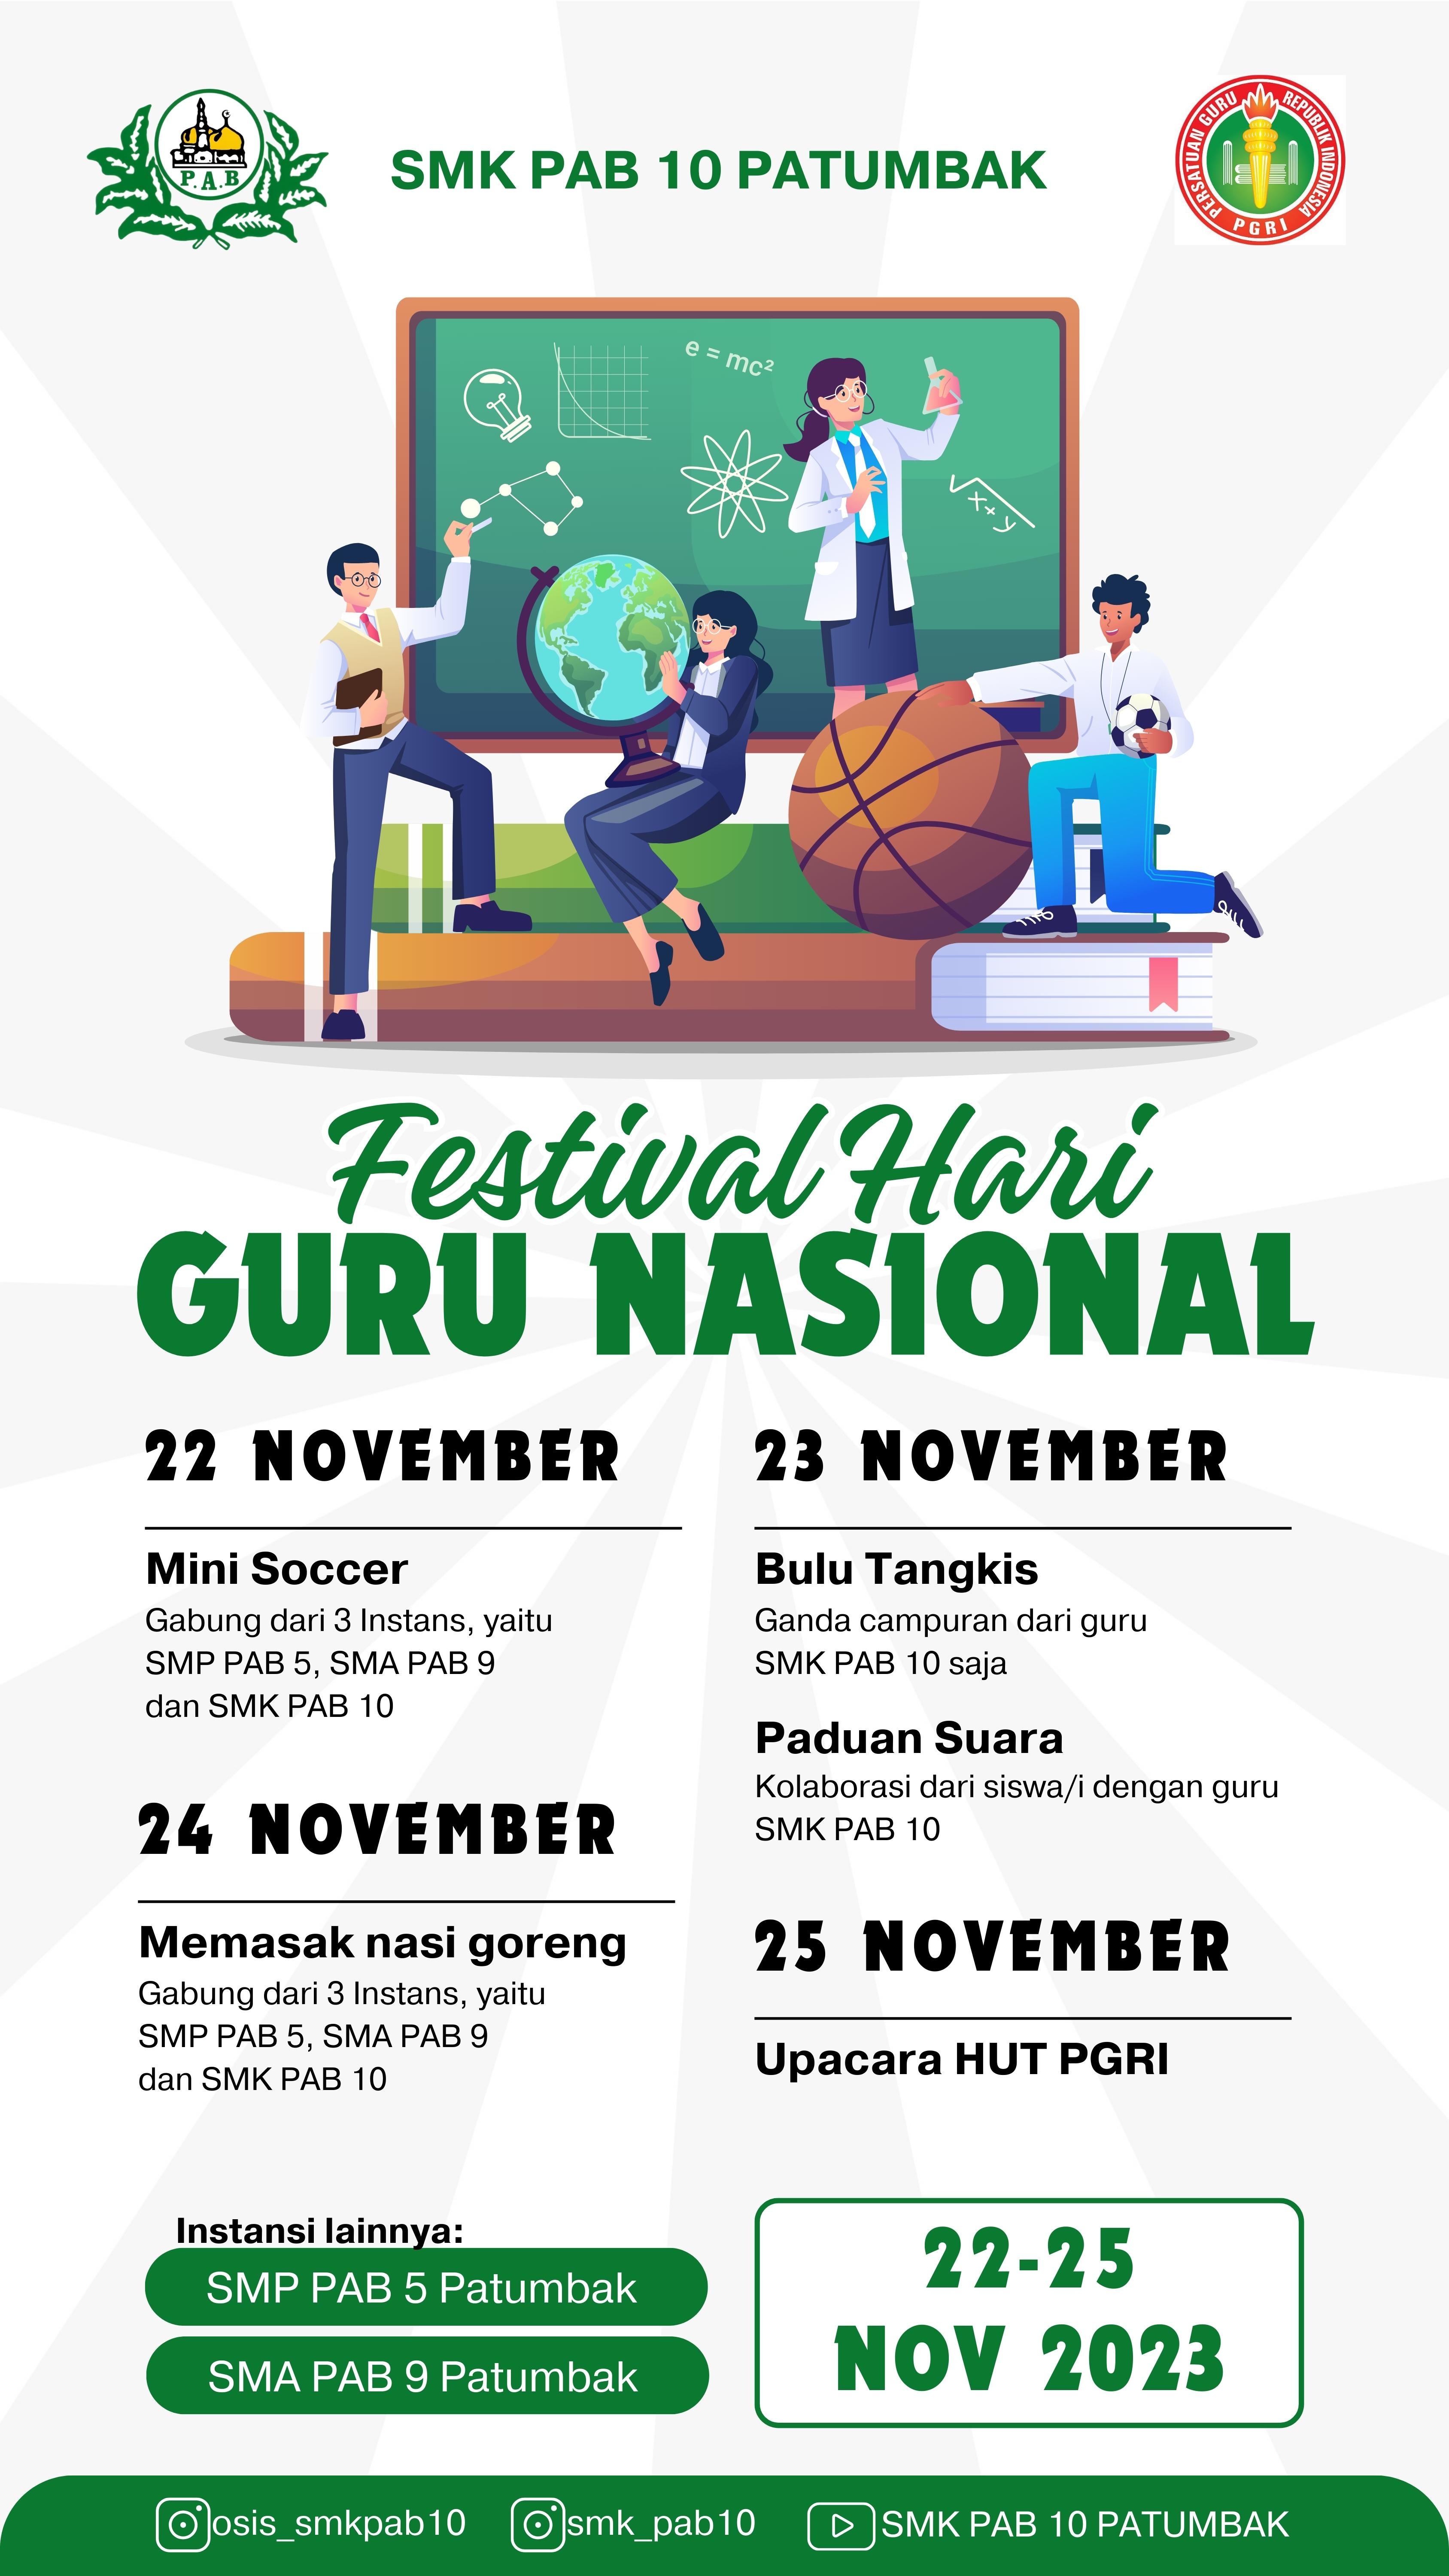 P.A.B
SMK PAB 10 PATUMBAK
PERSATUAN GURU REPUBLIK INDONESIA
PGRI
e = mc²
x+y
Festival Hari
GURU NASIONAL
22 NOVEMBER
Mini Soccer
Gabung dari 3 Instans, yaitu
SMP PAB 5, SMA PAB 9
dan SMK PAB 10
23 NOVEMBER
Bulu Tangkis
Ganda campuran dari guru
SMK PAB 10 saja
Paduan Suara
Kolaborasi dari siswa/i dengan guru
SMK PAB 10
24 NOVEMBER
Memasak nasi goreng
Gabung dari 3 Instans, yaitu
SMP PAB 5, SMA PAB 9
dan SMK PAB 10
25 NOVEMBER
Upacara HUT PGRI
Instansi lainnya:
SMP PAB 5 Patumbak
SMA PAB 9 Patumbak
22-25
NOV 2023
osis_smkpab10 smk_pab10 SMK PAB 10 PATUMBAK